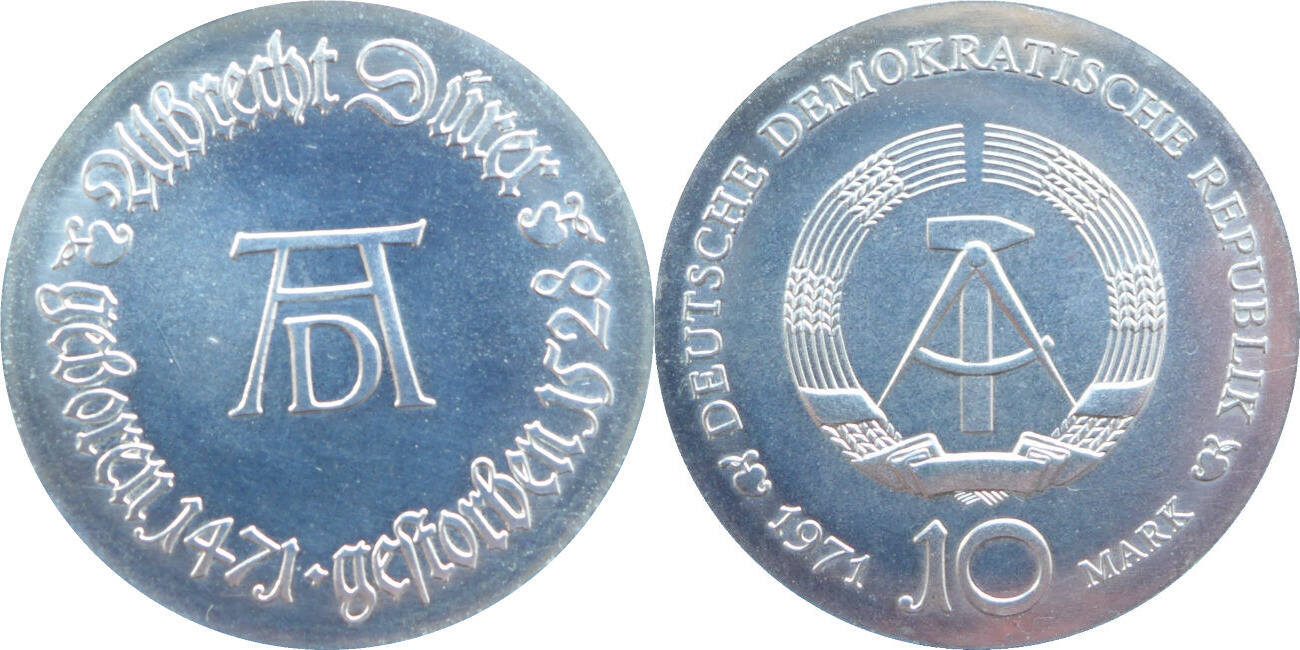 Albrecht Dürer
geboren 1471 · gestorben 1528
AD
DEUTSCHE DEMOKRATISCHE REPUBLIK
1971 10 MARK